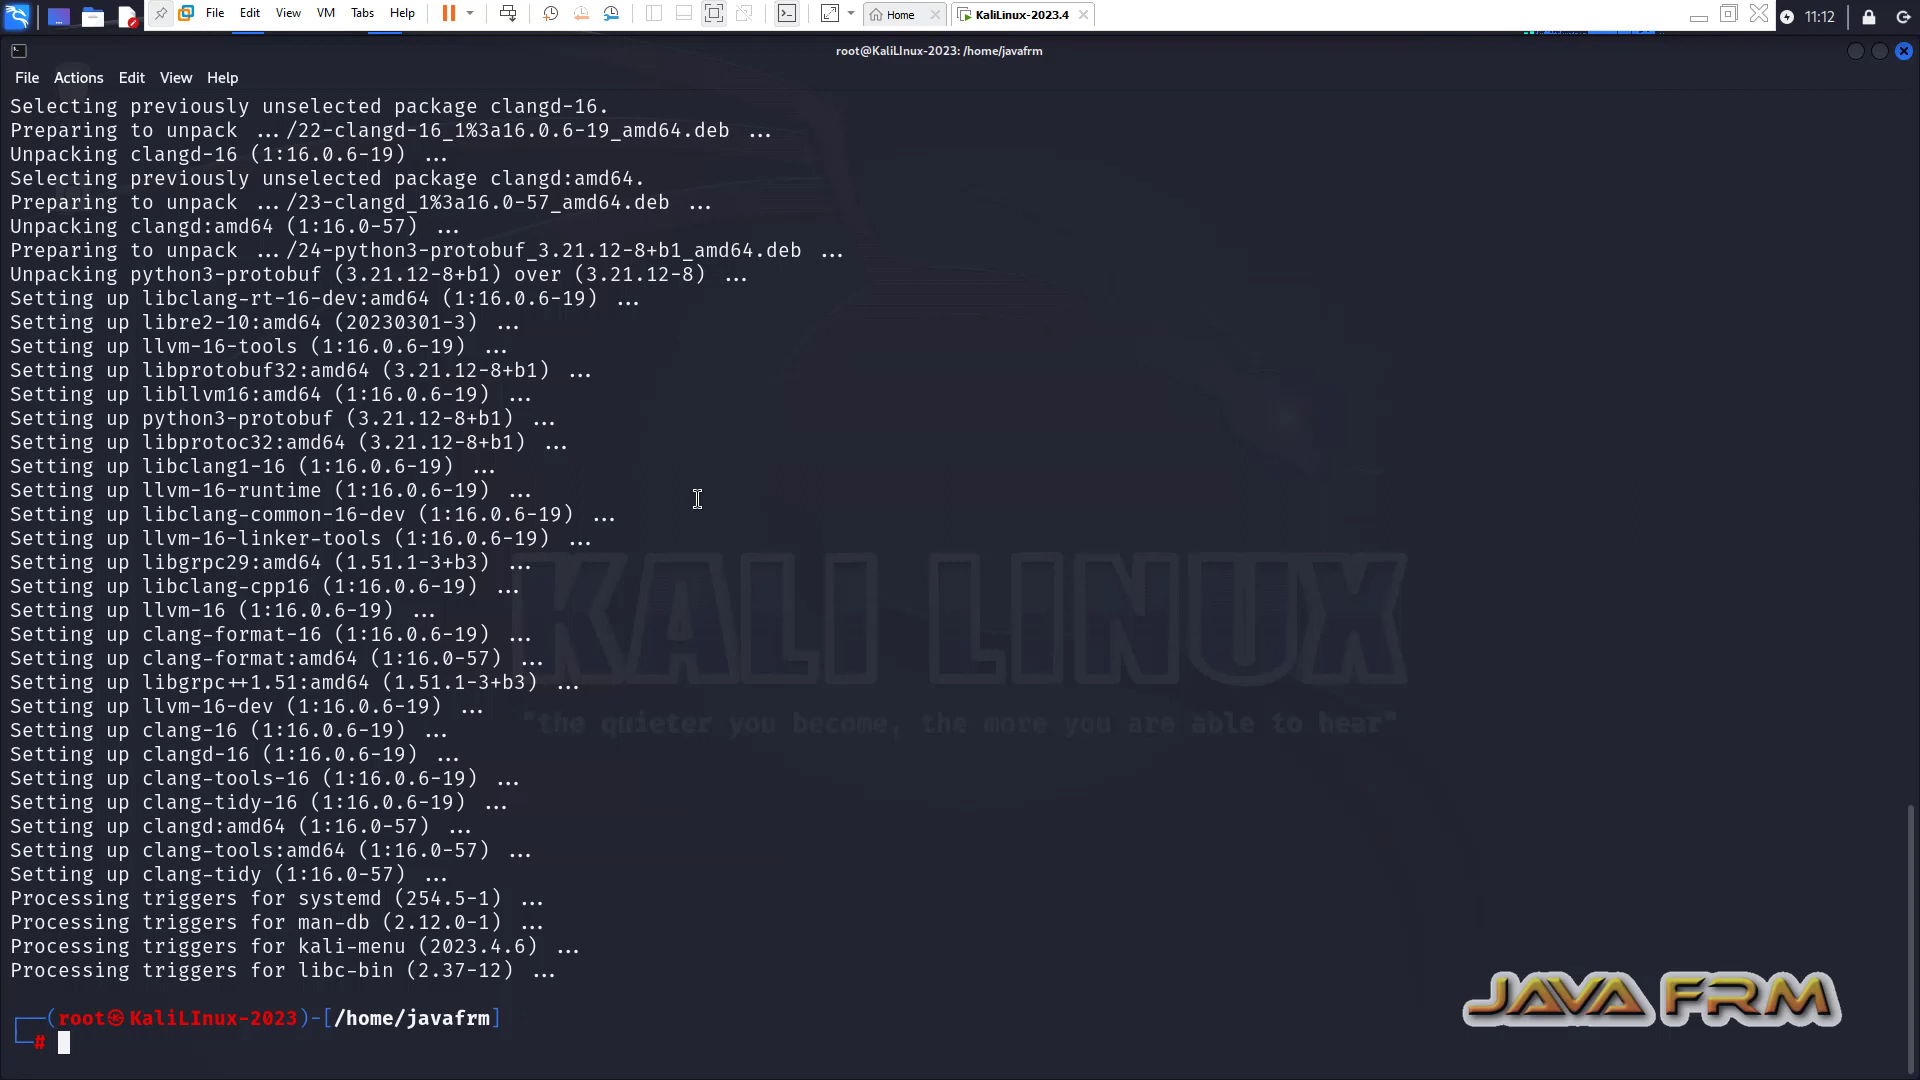 File Edit View VM Tabs Help Home KaliLinux-2023.4 11:12
root@KaliLInux-2023: /home/javafrm
File Actions Edit View Help
Selecting previously unselected package clangd-16.
Preparing to unpack .../22-clangd-16_1%3a16.0.6-19_amd64.deb ...
Unpacking clangd-16 (1:16.0.6-19) ...
Selecting previously unselected package clangd:amd64.
Preparing to unpack .../23-clangd_1%3a16.0-57_amd64.deb ...
Unpacking clangd:amd64 (1:16.0-57) ...
Preparing to unpack .../24-python3-protobuf_3.21.12-8+b1_amd64.deb ...
Unpacking python3-protobuf (3.21.12-8+b1) over (3.21.12-8) ...
Setting up libclang-rt-16-dev:amd64 (1:16.0.6-19) ...
Setting up libre2-10:amd64 (20230301-3) ...
Setting up llvm-16-tools (1:16.0.6-19) ...
Setting up libprotobuf32:amd64 (3.21.12-8+b1) ...
Setting up libllvm16:amd64 (1:16.0.6-19) ...
Setting up python3-protobuf (3.21.12-8+b1) ...
Setting up libprotoc32:amd64 (3.21.12-8+b1) ...
Setting up libclang1-16 (1:16.0.6-19) ...
Setting up llvm-16-runtime (1:16.0.6-19) ...
Setting up libclang-common-16-dev (1:16.0.6-19) ...
Setting up llvm-16-linker-tools (1:16.0.6-19) ...
Setting up libgrpc29:amd64 (1.51.1-3+b3) ...
Setting up libclang-cpp16 (1:16.0.6-19) ...
Setting up llvm-16 (1:16.0.6-19) ...
Setting up clang-format-16 (1:16.0.6-19) ...
Setting up clang-format:amd64 (1:16.0-57) ...
Setting up libgrpc++1.51:amd64 (1.51.1-3+b3) ...
Setting up llvm-16-dev (1:16.0.6-19) ...
Setting up clang-16 (1:16.0.6-19) ...
Setting up clangd-16 (1:16.0.6-19) ...
Setting up clang-tools-16 (1:16.0.6-19) ...
Setting up clang-tidy-16 (1:16.0.6-19) ...
Setting up clangd:amd64 (1:16.0-57) ...
Setting up clang-tools:amd64 (1:16.0-57) ...
Setting up clang-tidy (1:16.0-57) ...
Processing triggers for systemd (254.5-1) ...
Processing triggers for man-db (2.12.0-1) ...
Processing triggers for kali-menu (2023.4.6) ...
Processing triggers for libc-bin (2.37-12) ...
KALI LINUX
"the quieter you become, the more you are able to hear"
┌──(root㉿KaliLInux-2023)-[/home/javafrm]
└─#
JAVA FRM